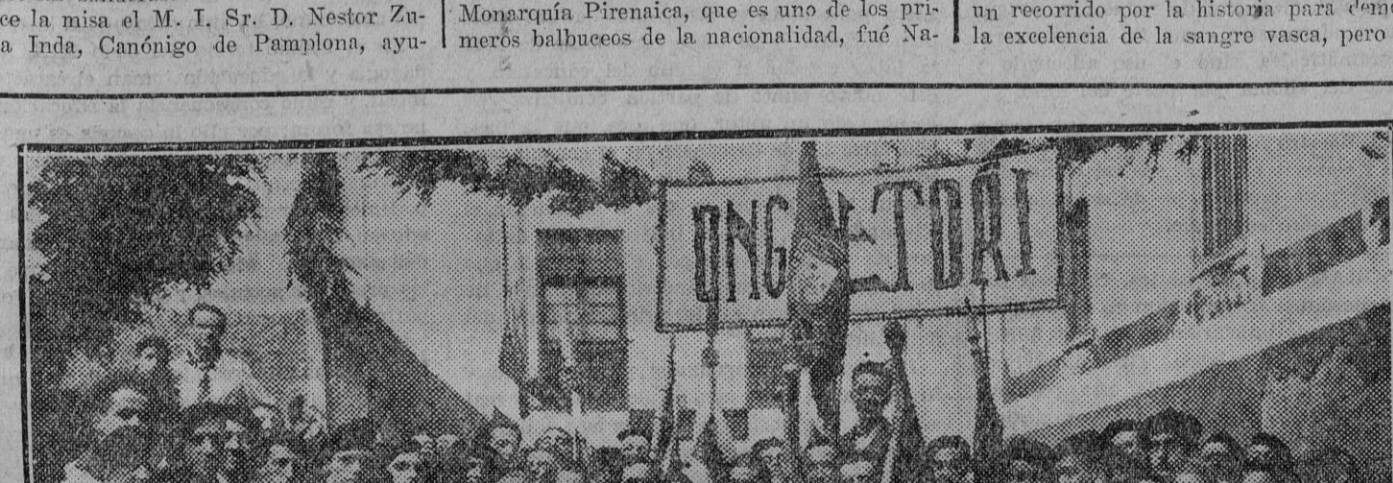 ce la misa el M. I. Sr. D. Nestor Zu-
a Inda, Canónigo de Pamplona, ayu-
Monarquía Pirenaica, que es uno de los pri-
meros balbuceos de la nacionalidad, fué Na-
un recorrido por la historia para
la excelencia de la sangre vasca, pero
ONG ETORI